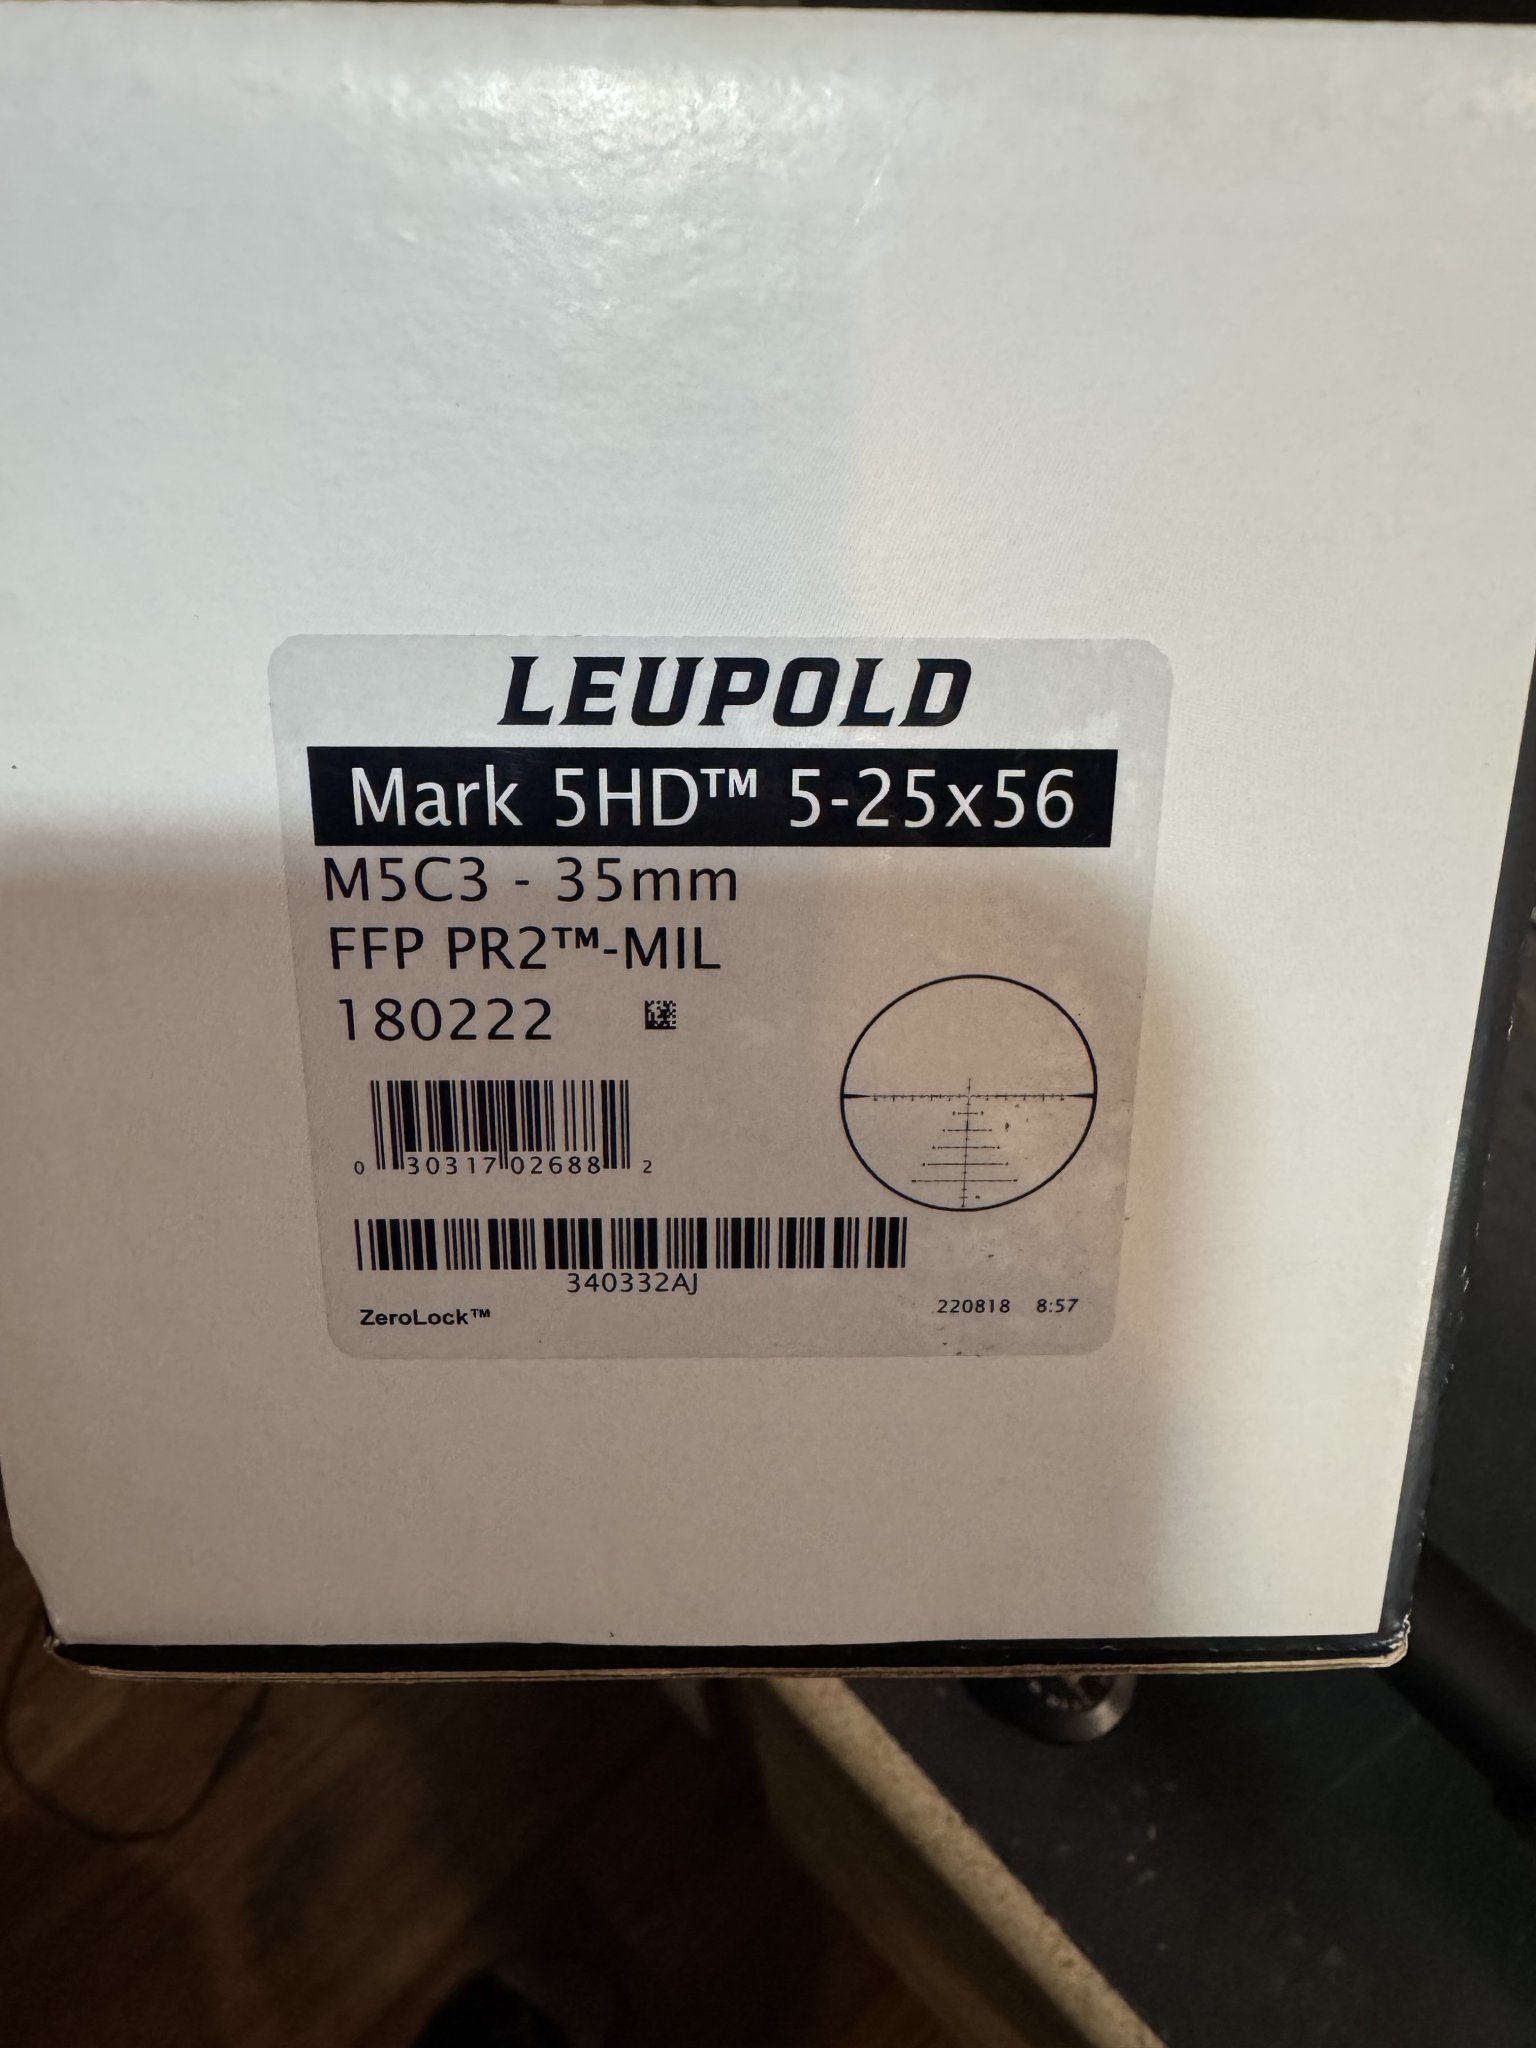 LEUPOLD
Mark 5HD™ 5-25x56
M5C3 - 35mm
FFP PR2™-MIL
180222
0 30317 02688 2
340332AJ
ZeroLock™ 220818 8:57